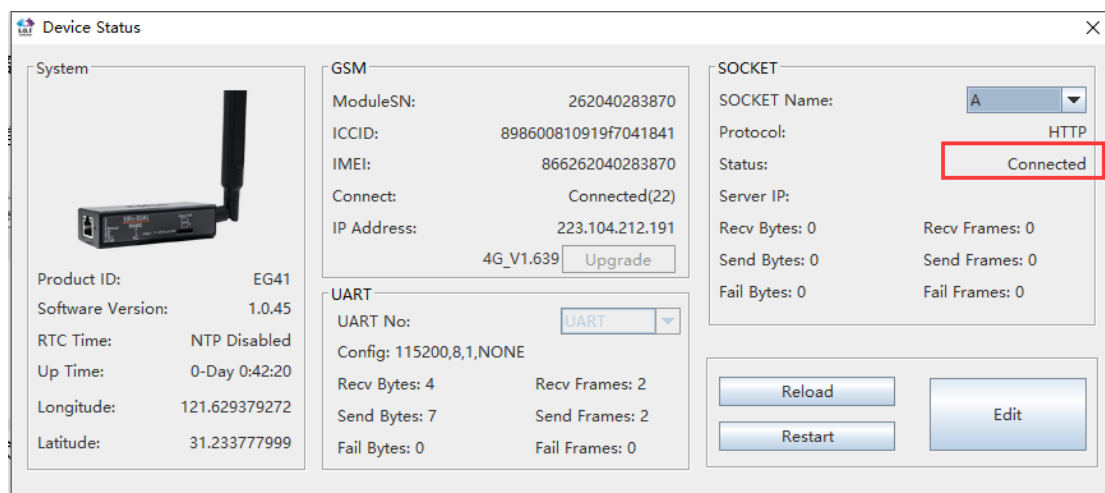 Device Status
System
Product ID: EG41
Software Version: 1.0.45
RTC Time: NTP Disabled
Up Time: 0-Day 0:42:20
Longitude: 121.629379272
Latitude: 31.233777999
GSM
ModuleSN: 262040283870
ICCID: 898600810919f7041841
IMEI: 866262040283870
Connect: Connected(22)
IP Address: 223.104.212.191
4G_V1.639 Upgrade
UART
UART No: UART
Config: 115200,8,1,NONE
Recv Bytes: 4 Recv Frames: 2
Send Bytes: 7 Send Frames: 2
Fail Bytes: 0 Fail Frames: 0
SOCKET
SOCKET Name: A
Protocol: HTTP
Status: Connected
Server IP:
Recv Bytes: 0 Recv Frames: 0
Send Bytes: 0 Send Frames: 0
Fail Bytes: 0 Fail Frames: 0
Reload
Restart
Edit